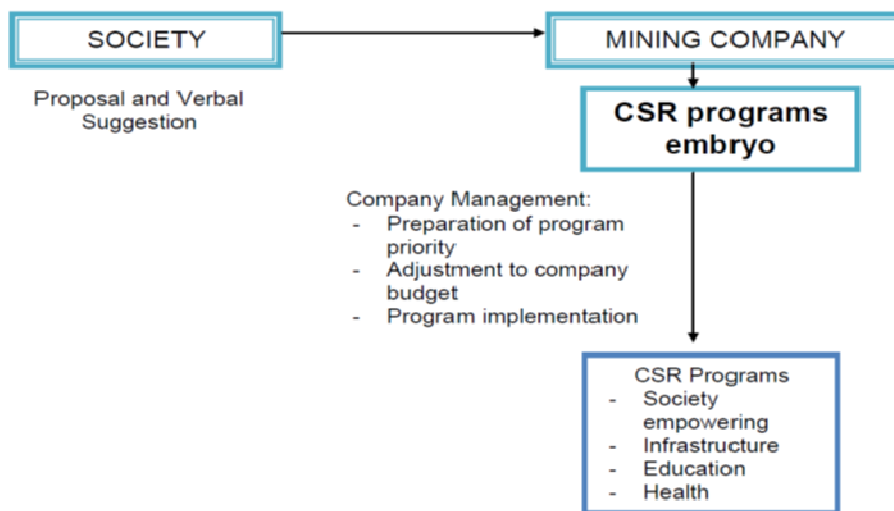 SOCIETY
MINING COMPANY
Proposal and Verbal
Suggestion
CSR programs
embryo
Company Management:
- Preparation of program
priority
- Adjustment to company
budget
- Program implementation
CSR Programs
- Society
empowering
- Infrastructure
- Education
- Health